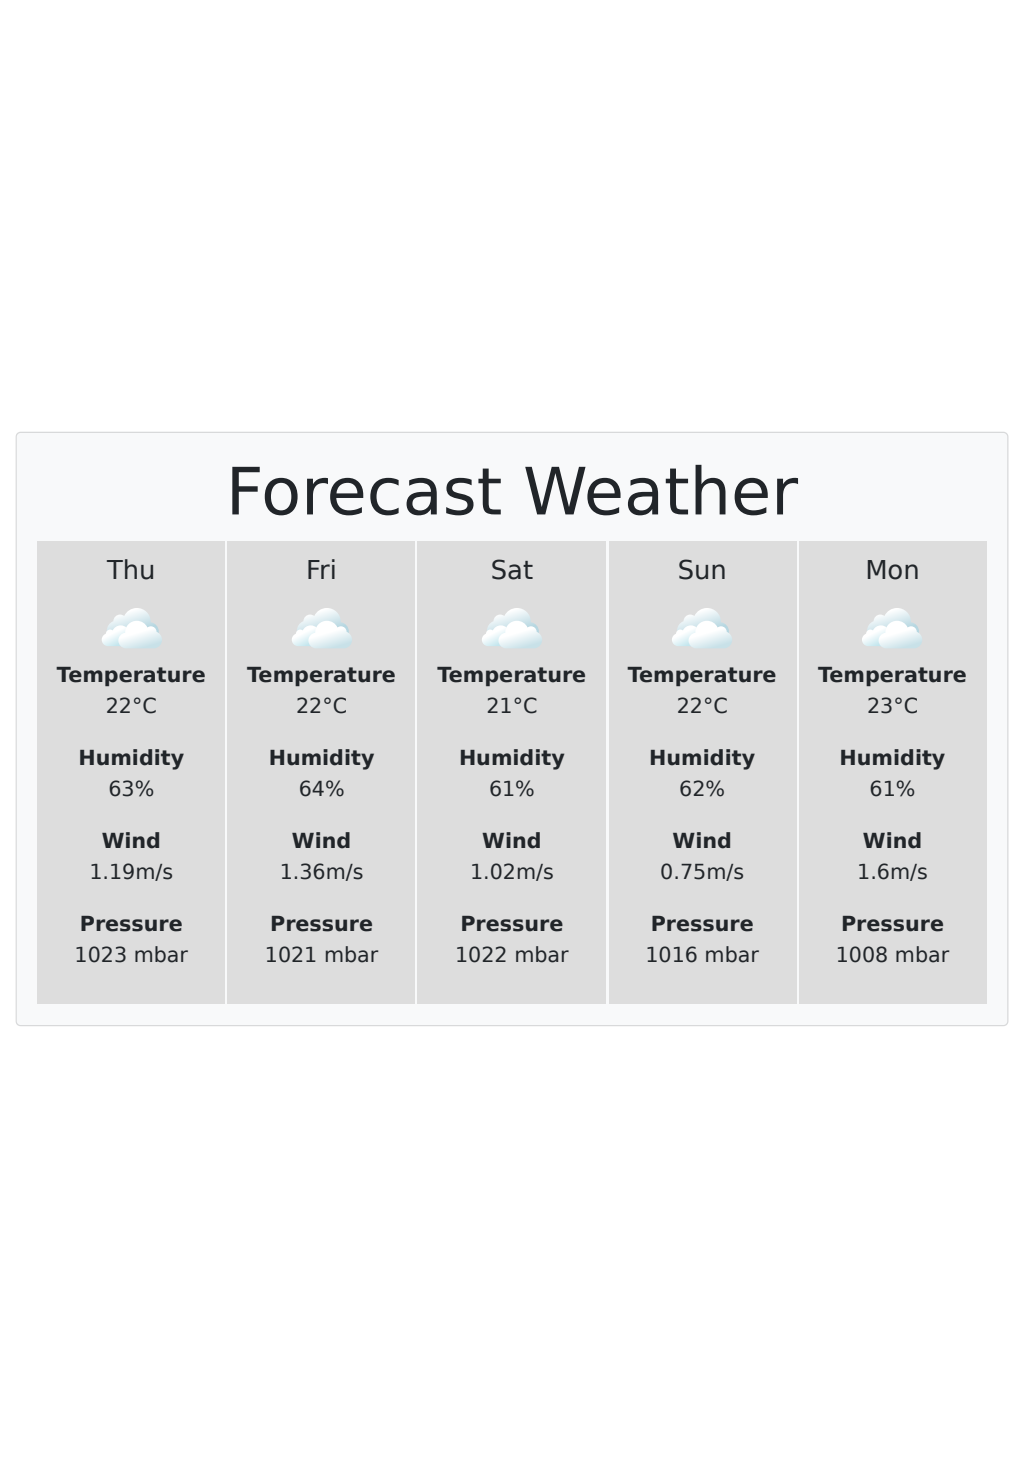 Forecast Weather
Thu
Temperature
22°C
Humidity
63%
Wind
1.19m/s
Pressure
1023 mbar
Fri
Temperature
22°C
Humidity
64%
Wind
1.36m/s
Pressure
1021 mbar
Sat
Temperature
21°C
Humidity
61%
Wind
1.02m/s
Pressure
1022 mbar
Sun
Temperature
22°C
Humidity
62%
Wind
0.75m/s
Pressure
1016 mbar
Mon
Temperature
23°C
Humidity
61%
Wind
1.6m/s
Pressure
1008 mbar